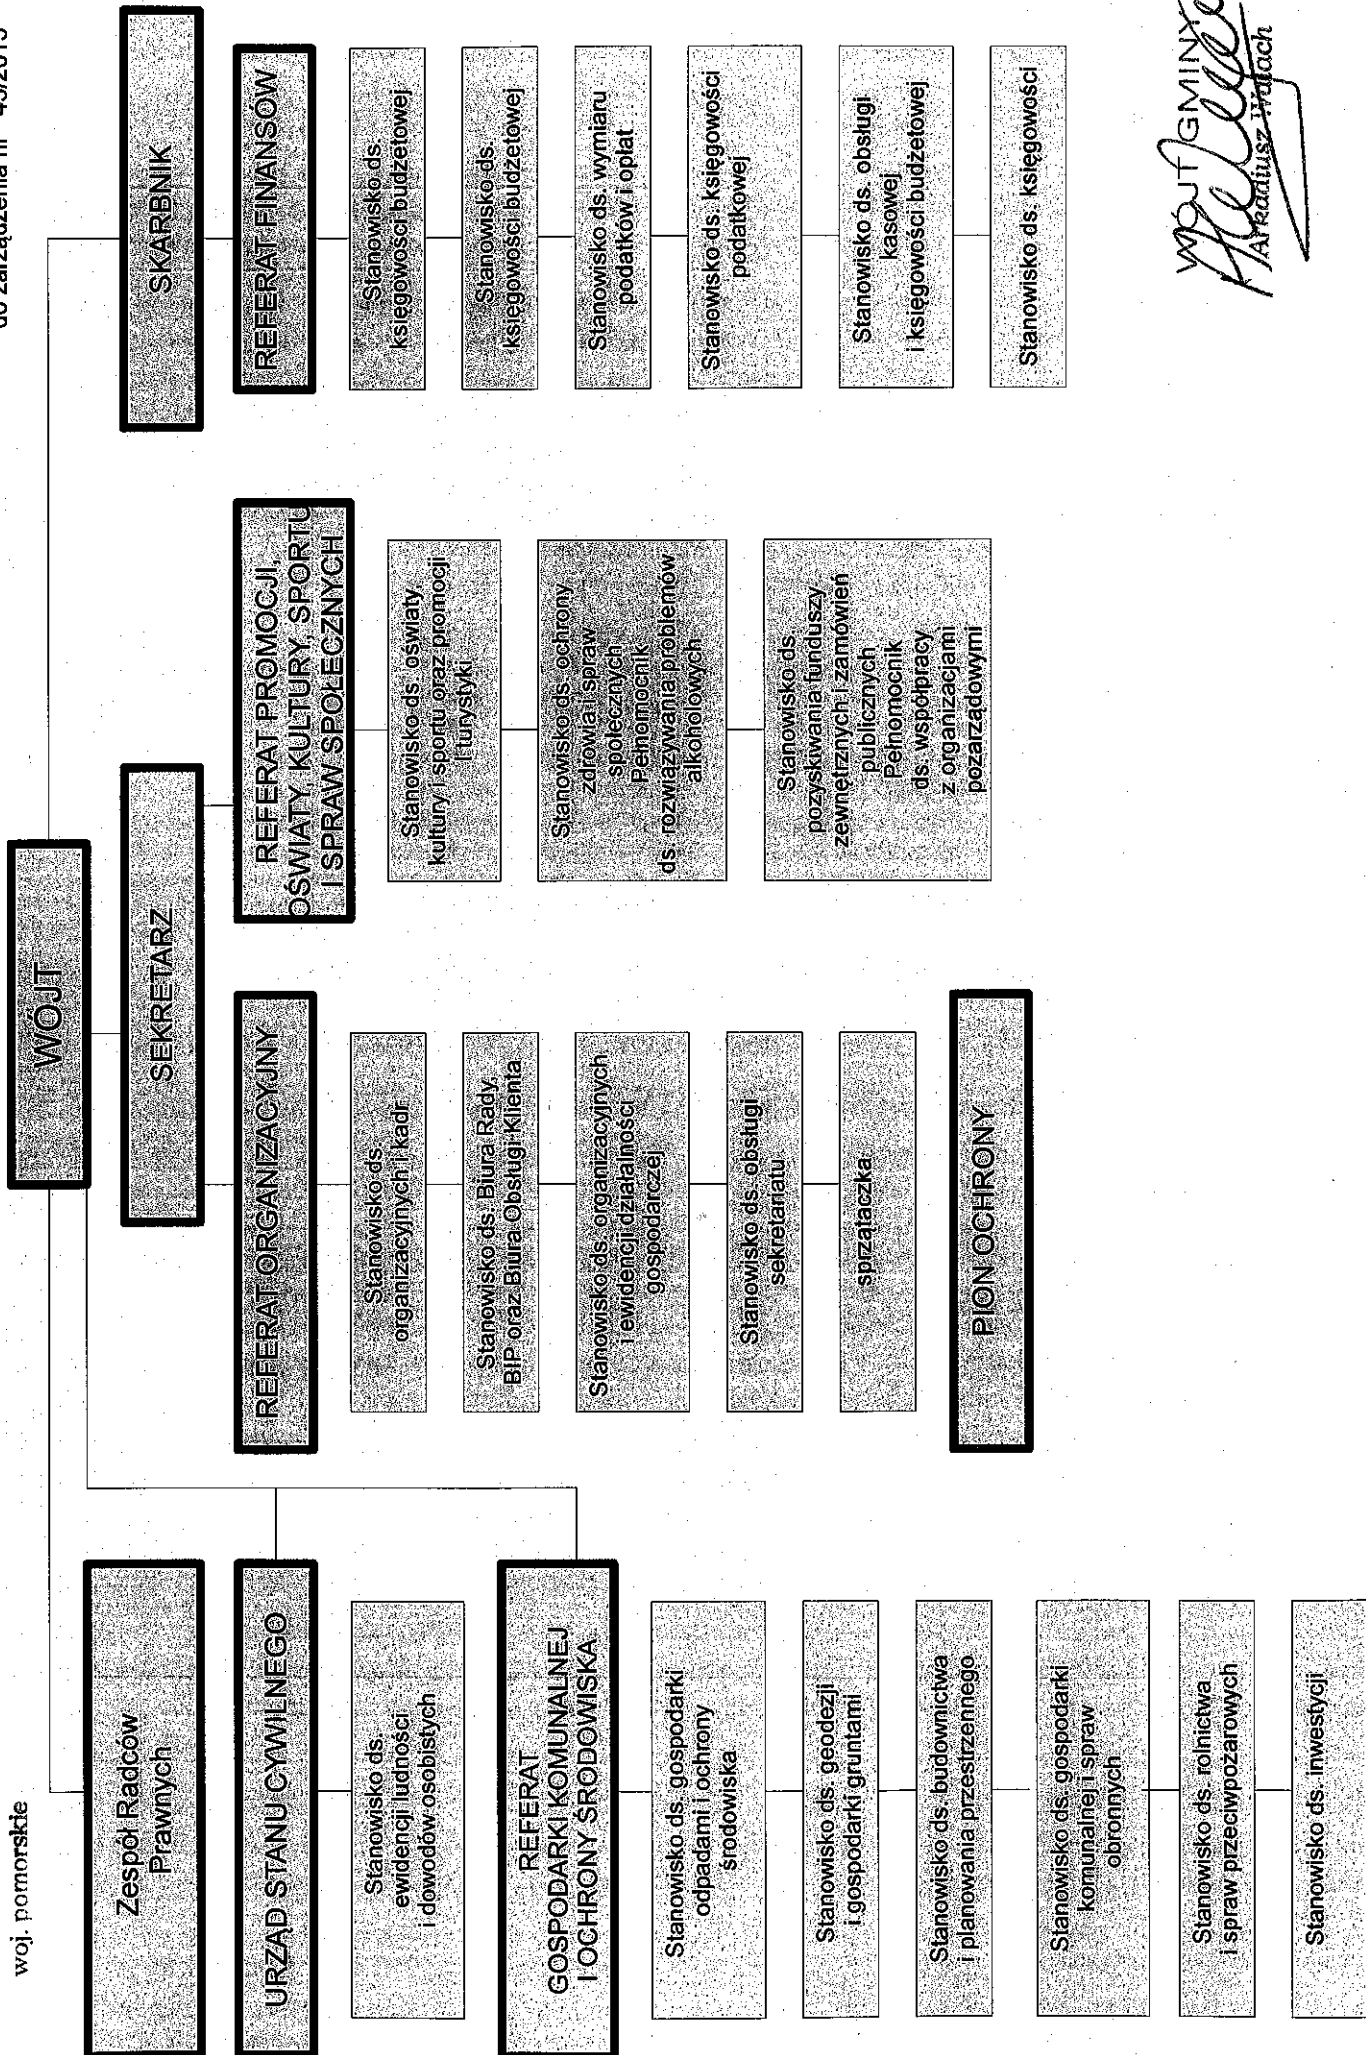 woj. pomorskie
WÓJT
SEKRETARZ
SKARBNIK
Zespół Radców
Prawnych
URZĄD STANU CYWILNEGO
Stanowisko ds.
ewidencji ludności
i dowodów osobistych
REFERAT
GOSPODARKI KOMUNALNEJ
I OCHRONY ŚRODOWISKA
Stanowisko ds. gospodarki
odpadami i ochrony
środowiska
Stanowisko ds. geodezji
i gospodarki gruntami
Stanowisko ds. budownictwa
i planowania przestrzennego
Stanowisko ds. gospodarki
komunalnej i spraw
obronnych
Stanowisko ds. rolnictwa
i spraw przeciwpożarowych
Stanowisko ds. inwestycji
REFERAT ORGANIZACYJNY
Stanowisko ds.
organizacyjnych i kadr
Stanowisko ds. Biura Rady,
BIP oraz Biura Obsługi Klienta
Stanowisko ds. organizacyjnych
i ewidencji działalności
gospodarczej
Stanowisko ds. obsługi
sekretariatu
sprzątaczka
PION OCHRONY
REFERAT PROMOCJI,
OŚWIATY, KULTURY, SPORTU
I SPRAW SPOŁECZNYCH
Stanowisko ds. oświaty,
kultury i sportu oraz promocji
i turystyki
Stanowisko ds. ochrony
zdrowia i spraw
społecznych
Pełnomocnik
ds. rozwiązywania problemów
alkoholowych
Stanowisko ds.
pozyskiwania funduszy
zewnętrznych i zamówień
publicznych
Pełnomocnik
ds. współpracy
z organizacjami
pozarządowymi
REFERAT FINANSÓW
Stanowisko ds.
księgowości budżetowej
Stanowisko ds.
księgowości budżetowej
Stanowisko ds. wymiaru
podatków i opłat
Stanowisko ds. księgowości
podatkowej
Stanowisko ds. obsługi
kasowej
i księgowości budżetowej
Stanowisko ds. księgowości
WÓJT GMINY
Arkadiusz Walach